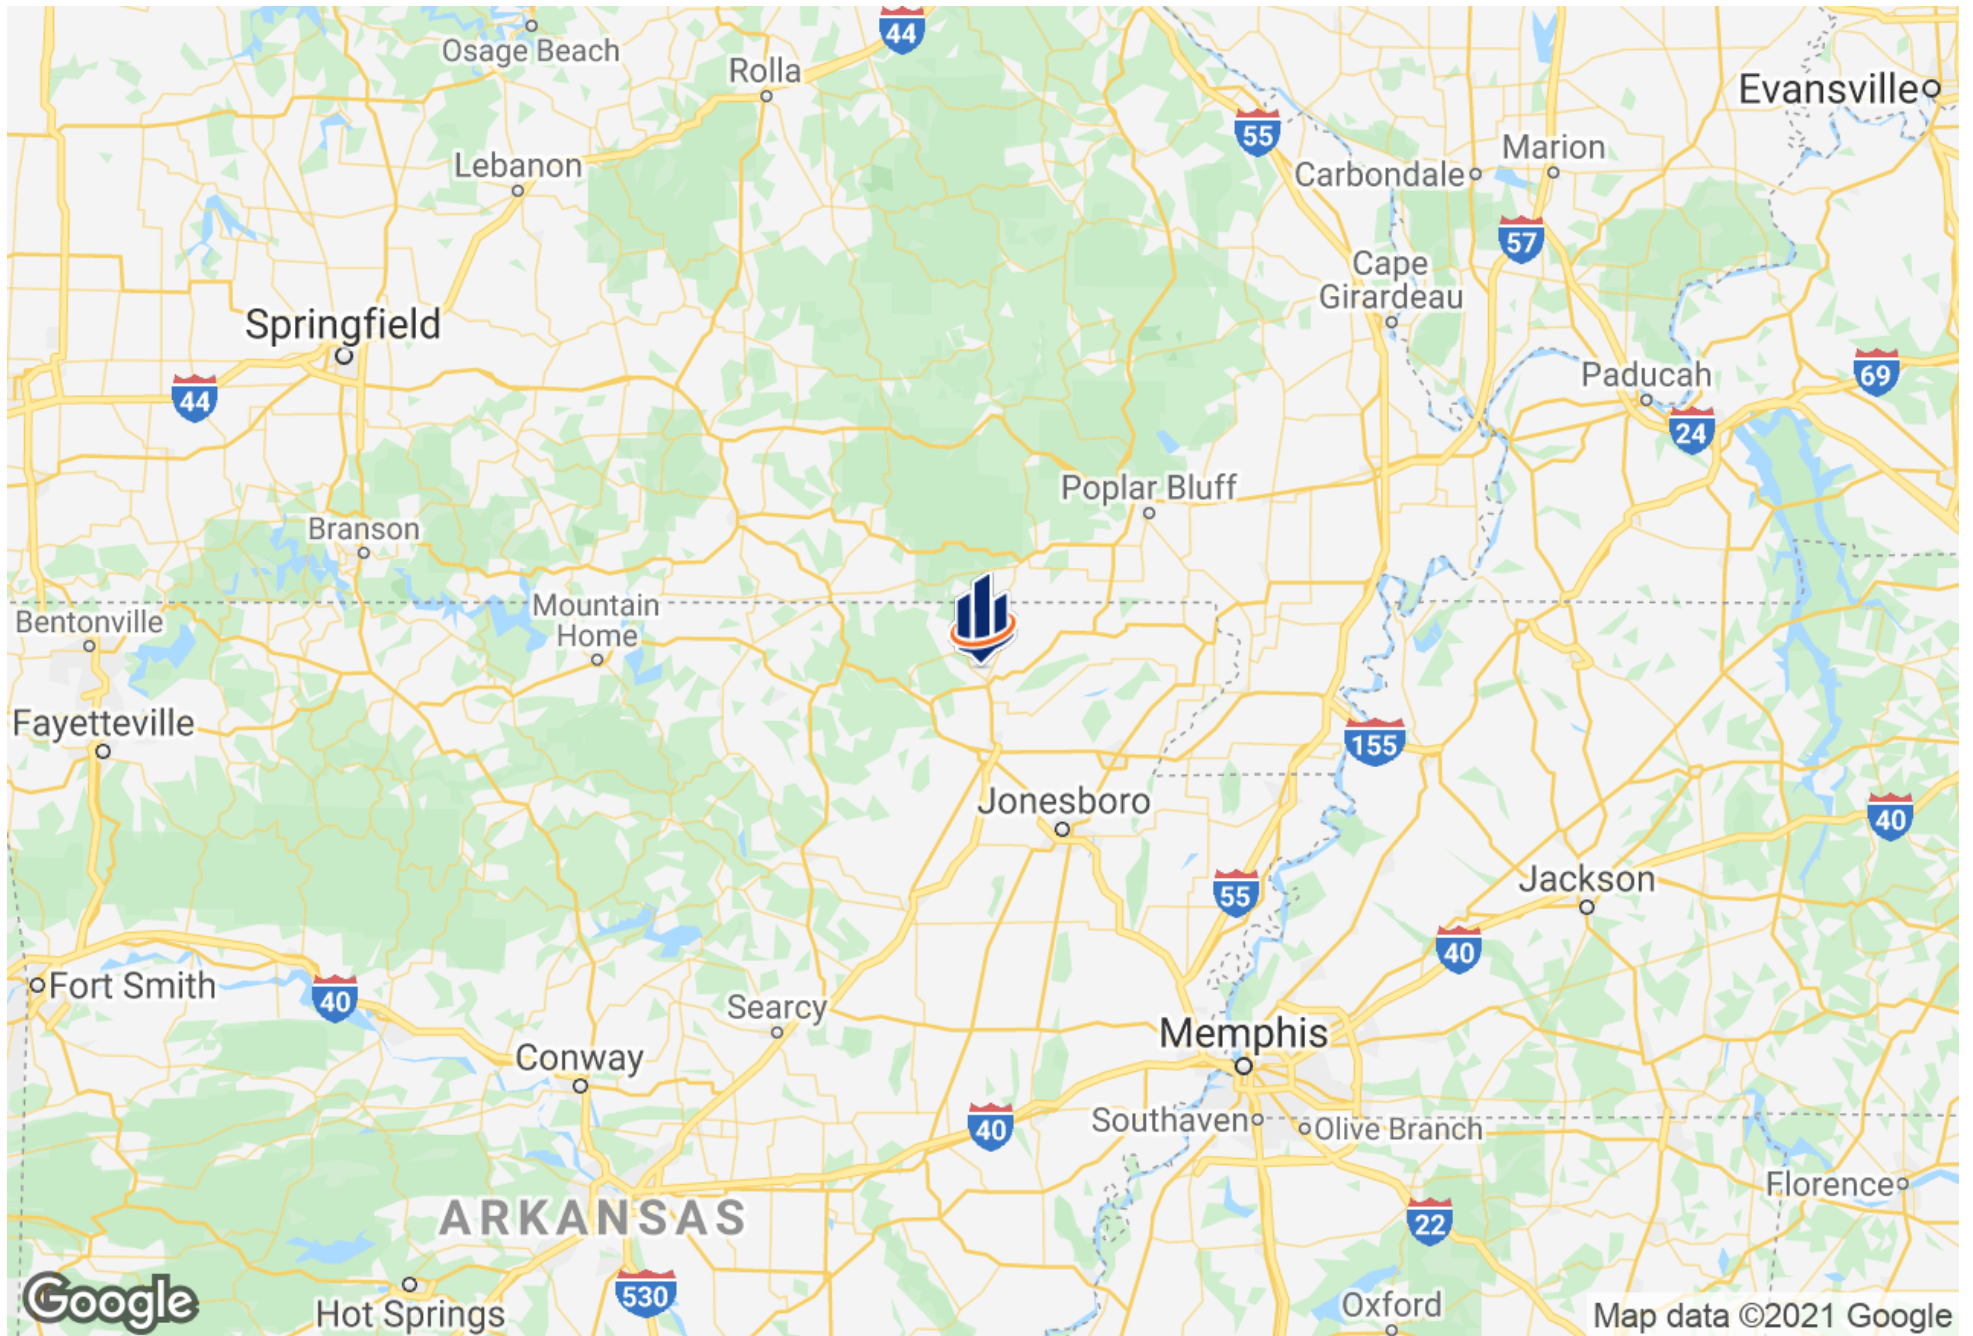 44
Osage Beach
Rolla
Evansville
55
Marion
Lebanon
Carbondale
57
Cape
Girardeau
Springfield
Paducah
69
44
24
Poplar Bluff
Branson
Mountain
Home
Bentonville
Fayetteville
155
Jonesboro
40
Jackson
55
40
Fort Smith
40
Searcy
Memphis
Conway
40
Southaven
Olive Branch
Florence
ARKANSAS
22
530
Google
Hot Springs
Oxford
Map data ©2021 Google